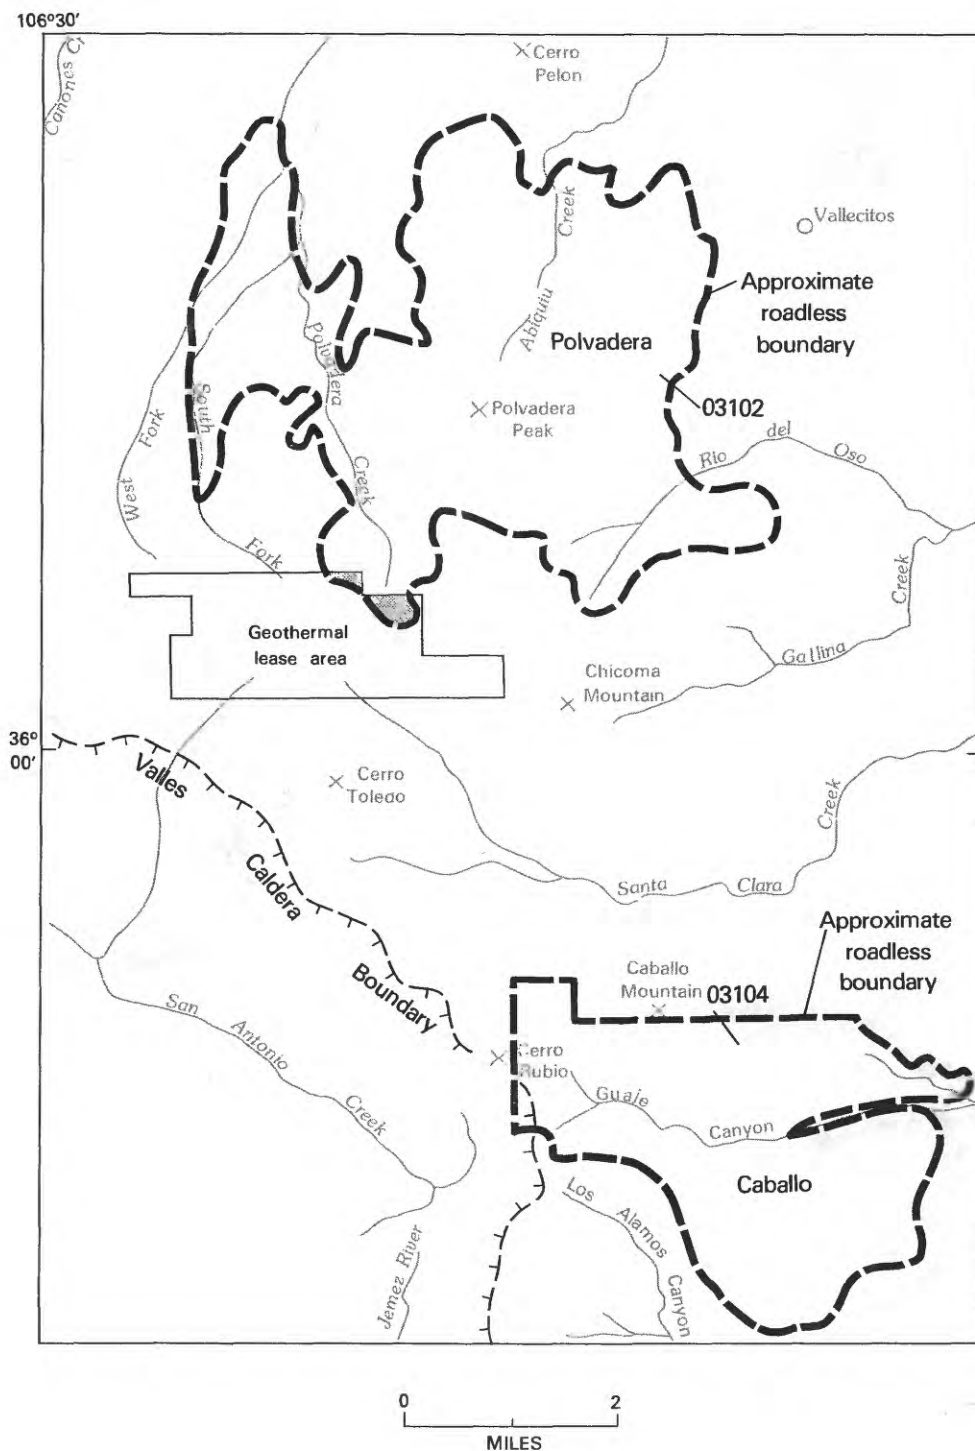 106°30'
Cañones Cr
Cerro
Pelon
Vallecitos
Creek
Abiquiu
Approximate
roadless
boundary
Polvadera
Polvadera
Creek
03102
Polvadera
Peak
South
Fork
West
Fork
Rio
del
Oso
Creek
Gallina
Geothermal
lease area
Chicoma
Mountain
36°
00'
Valles
Caldera
Boundary
Cerro
Toledo
Creek
Santa
Clara
Approximate
roadless
boundary
Caballo
Mountain
03104
San
Antonio
Creek
Cerro
Rubio
Guaje
Canyon
Caballo
Los
Alamos
Canyon
Jemez River
0
2
MILES